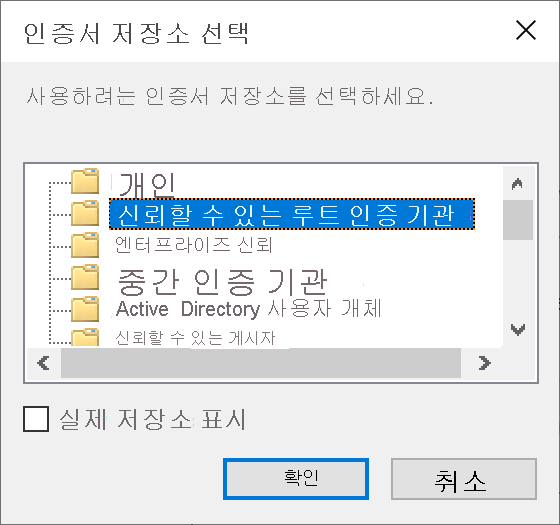 인증서 저장소 선택
사용하려는 인증서 저장소를 선택하세요.
개인
신뢰할 수 있는 루트 인증 기관
엔터프라이즈 신뢰
중간 인증 기관
Active Directory 사용자 개체
신뢰할 수 있는 게시자
실제 저장소 표시
확인
취소